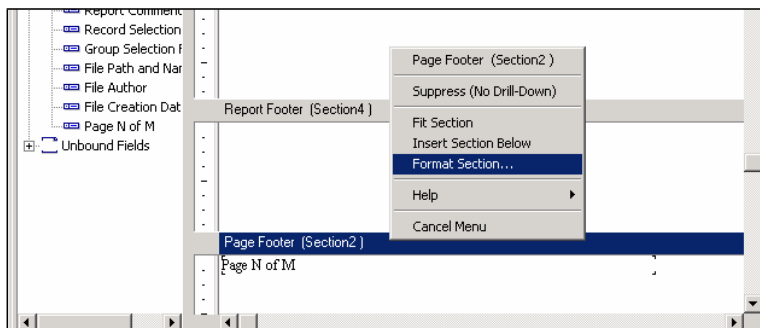 Report Comment
Record Selection
Group Selection F
File Path and Nar
File Author
File Creation Dat
Page N of M
Unbound Fields
Report Footer (Section4 )
Page Footer (Section2 )
Suppress (No Drill-Down)
Fit Section
Insert Section Below
Format Section...
Help
Cancel Menu
Page Footer (Section2 )
Page N of M